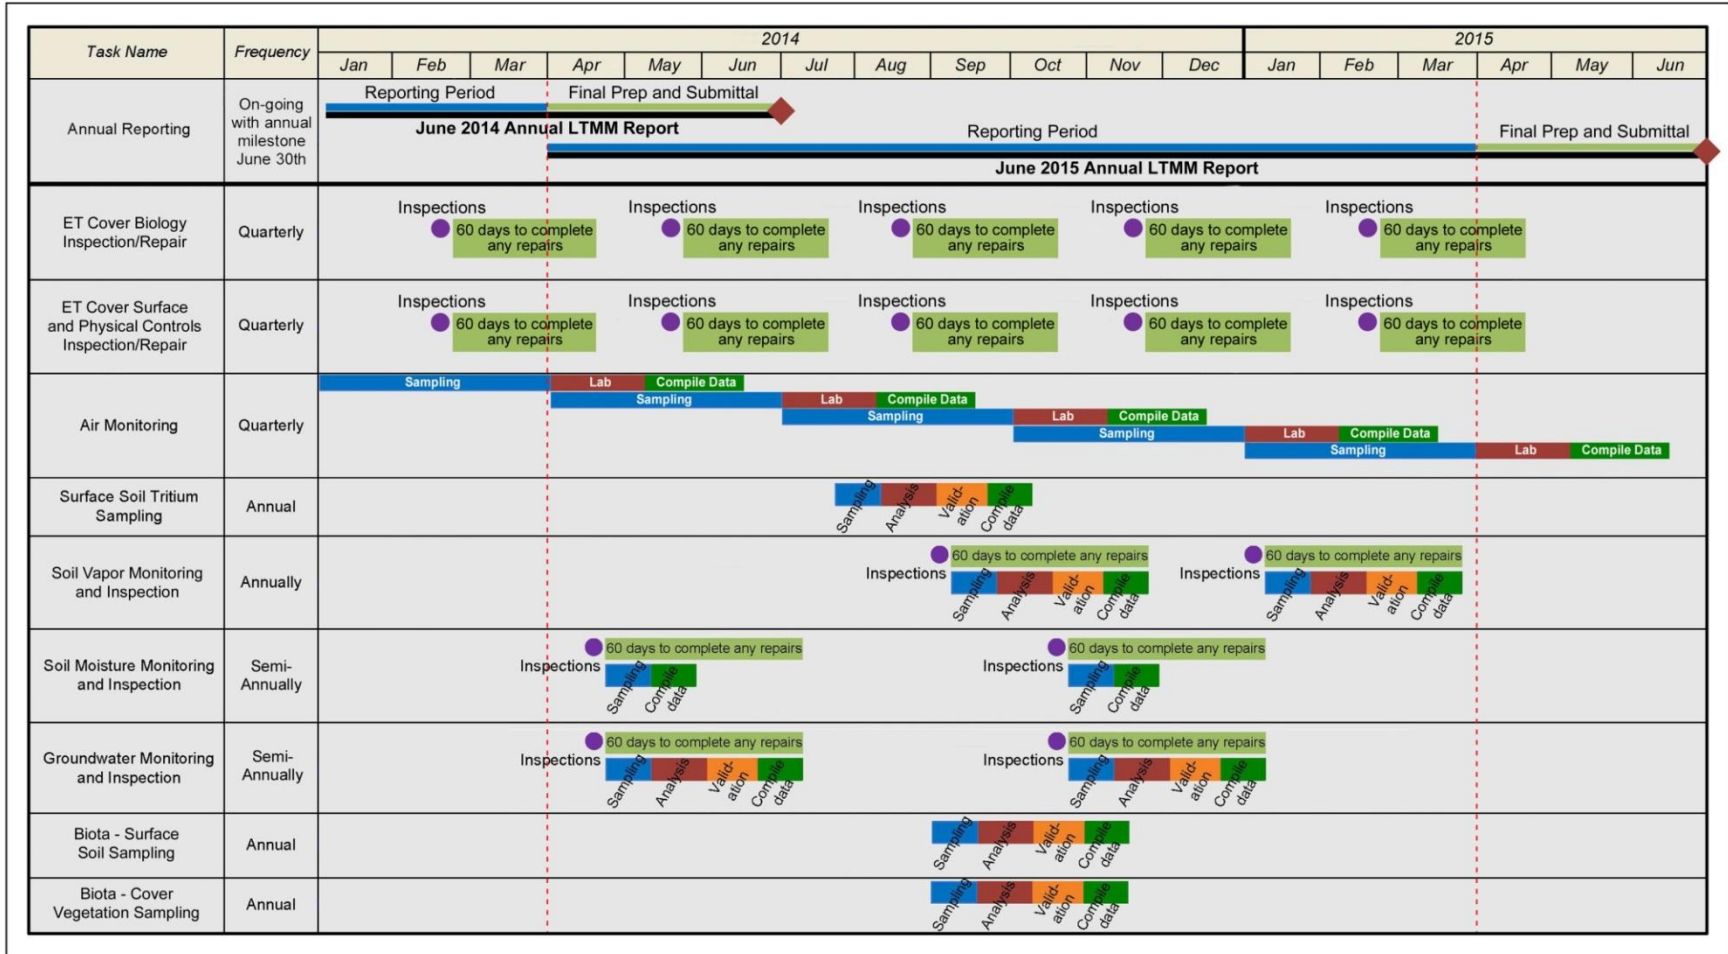 Task Name
Frequency
2014
2015
Jan Feb Mar Apr May Jun Jul Aug Sep Oct Nov Dec Jan Feb Mar Apr May Jun
Annual Reporting
On-going
with annual
milestone
June 30th
Reporting Period
Final Prep and Submittal
June 2014 Annual LTMM Report
Reporting Period
Final Prep and Submittal
June 2015 Annual LTMM Report
ET Cover Biology
Inspection/Repair
Quarterly
Inspections Inspections Inspections Inspections Inspections
60 days to complete
any repairs
60 days to complete
any repairs
60 days to complete
any repairs
60 days to complete
any repairs
60 days to complete
any repairs
ET Cover Surface
and Physical Controls
Inspection/Repair
Quarterly
Inspections Inspections Inspections Inspections Inspections
60 days to complete
any repairs
60 days to complete
any repairs
60 days to complete
any repairs
60 days to complete
any repairs
60 days to complete
any repairs
Air Monitoring
Quarterly
Sampling Lab Compile Data
Sampling Lab Compile Data
Sampling Lab Compile Data
Sampling Lab Compile Data
Sampling Lab Compile Data
Surface Soil Tritium
Sampling
Annual
Sampling
Analysis
Valid-
ation
Compile
data
Soil Vapor Monitoring
and Inspection
Annually
60 days to complete any repairs
Inspections
Sampling
Analysis
Valid-
ation
Compile
data
60 days to complete any repairs
Inspections
Sampling
Analysis
Valid-
ation
Compile
data
Soil Moisture Monitoring
and Inspection
Semi-
Annually
60 days to complete any repairs
Inspections
Sampling
Compile
data
60 days to complete any repairs
Inspections
Sampling
Compile
data
Groundwater Monitoring
and Inspection
Semi-
Annually
60 days to complete any repairs
Inspections
Sampling
Analysis
Valid-
ation
Compile
data
60 days to complete any repairs
Inspections
Sampling
Analysis
Valid-
ation
Compile
data
Biota - Surface
Soil Sampling
Annual
Sampling
Analysis
Valid-
ation
Compile
data
Biota - Cover
Vegetation Sampling
Annual
Sampling
Analysis
Valid-
ation
Compile
data